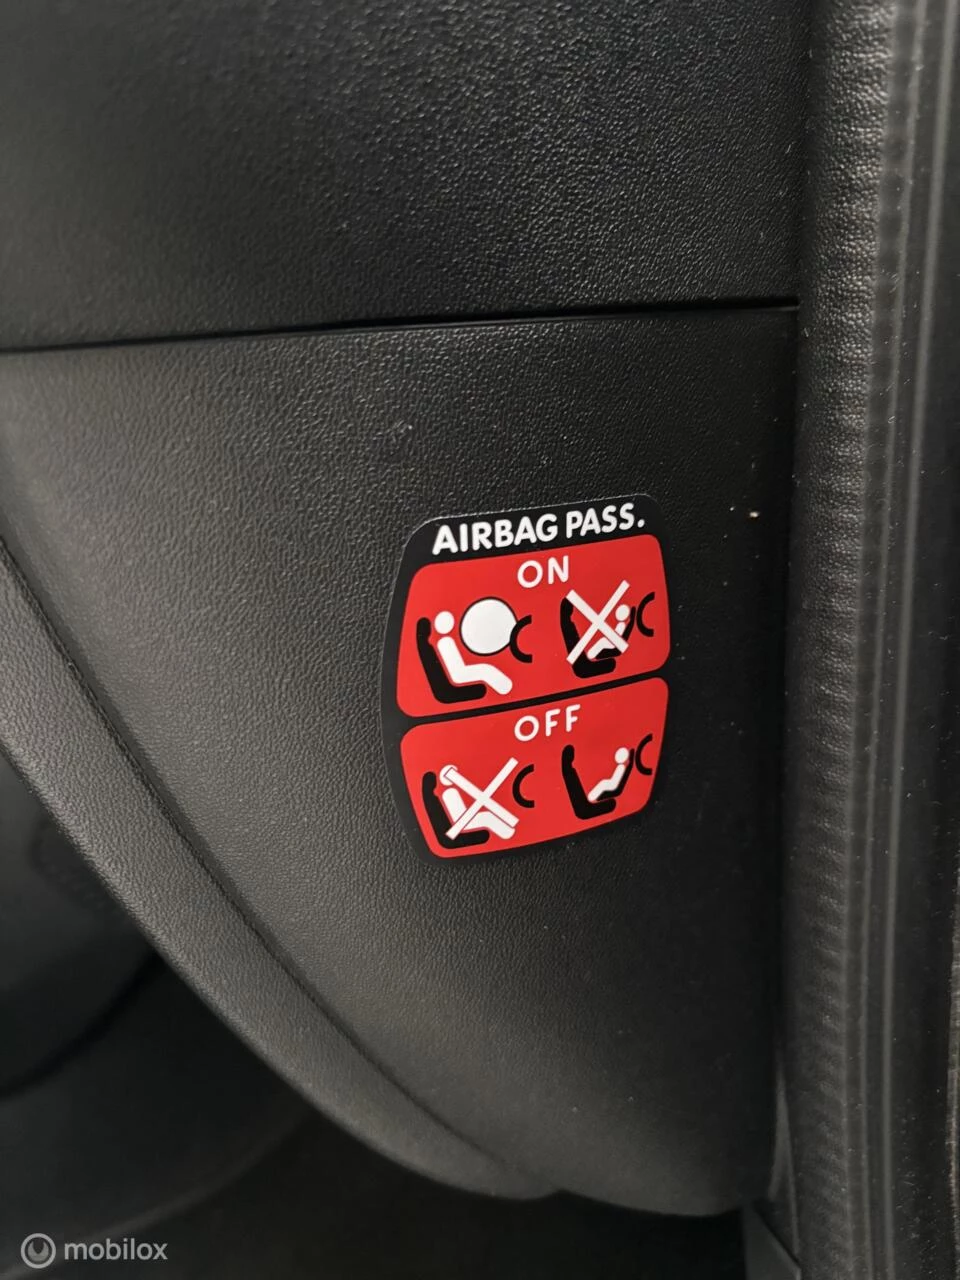 AIRBAG PASS.
ON
OFF
mobilox